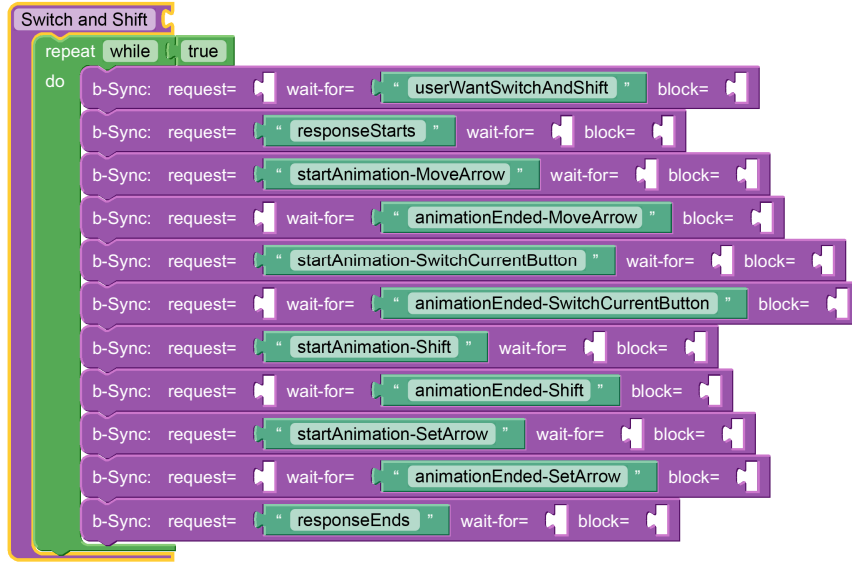 Switch and Shift
repeat while true
do
b-Sync: request= wait-for= “ userWantSwitchAndShift ” block=
b-Sync: request= “ responseStarts ” wait-for= block=
b-Sync: request= “ startAnimation-MoveArrow ” wait-for= block=
b-Sync: request= wait-for= “ animationEnded-MoveArrow ” block=
b-Sync: request= “ startAnimation-SwitchCurrentButton ” wait-for= block=
b-Sync: request= wait-for= “ animationEnded-SwitchCurrentButton ” block=
b-Sync: request= “ startAnimation-Shift ” wait-for= block=
b-Sync: request= wait-for= “ animationEnded-Shift ” block=
b-Sync: request= “ startAnimation-SetArrow ” wait-for= block=
b-Sync: request= wait-for= “ animationEnded-SetArrow ” block=
b-Sync: request= “ responseEnds ” wait-for= block=